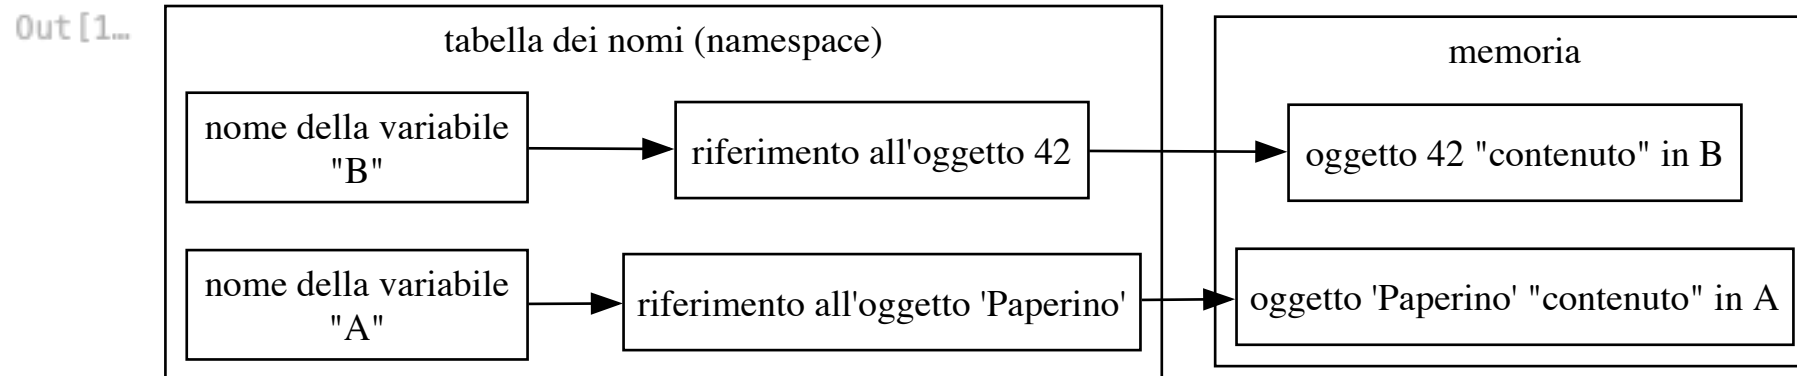 Out[1…
tabella dei nomi (namespace)
memoria
nome della variabile
"B"
riferimento all'oggetto 42
oggetto 42 "contenuto" in B
nome della variabile
"A"
riferimento all'oggetto 'Paperino'
oggetto 'Paperino' "contenuto" in A